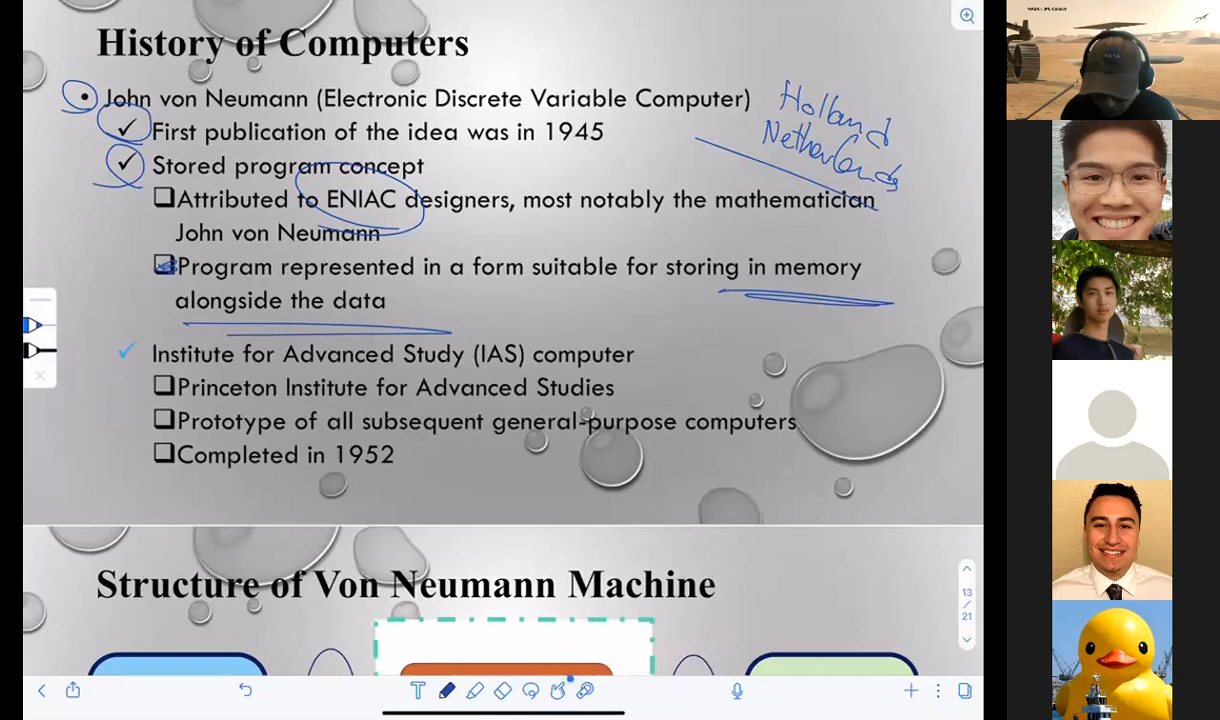 History of Computers
• John von Neumann (Electronic Discrete Variable Computer)
✓ First publication of the idea was in 1945
✓ Stored program concept
❑Attributed to ENIAC designers, most notably the mathematician
John von Neumann
❑Program represented in a form suitable for storing in memory
alongside the data
✓ Institute for Advanced Study (IAS) computer
❑Princeton Institute for Advanced Studies
❑Prototype of all subsequent general-purpose computers
❑Completed in 1952
Holland
Netherlands
Structure of Von Neumann Machine
13
/
21
T